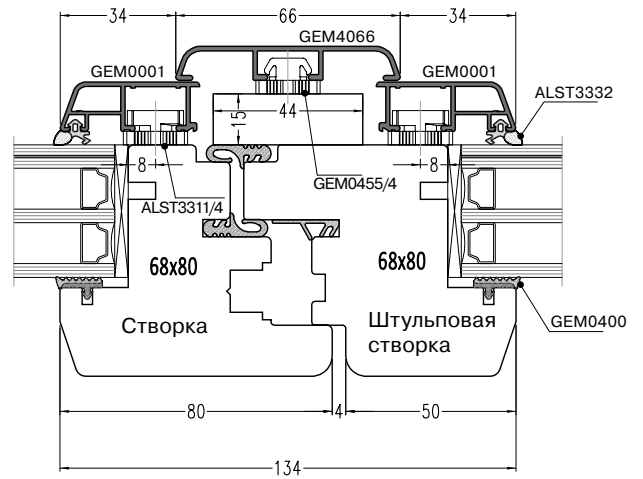 34 66 34
GEM4066
GEM0001 GEM0001
ALST3332
15 44
8 8
GEM0455/4
ALST3311/4
68x80 68x80
GEM0400
Створка Штульповая
створка
80 4 50
134